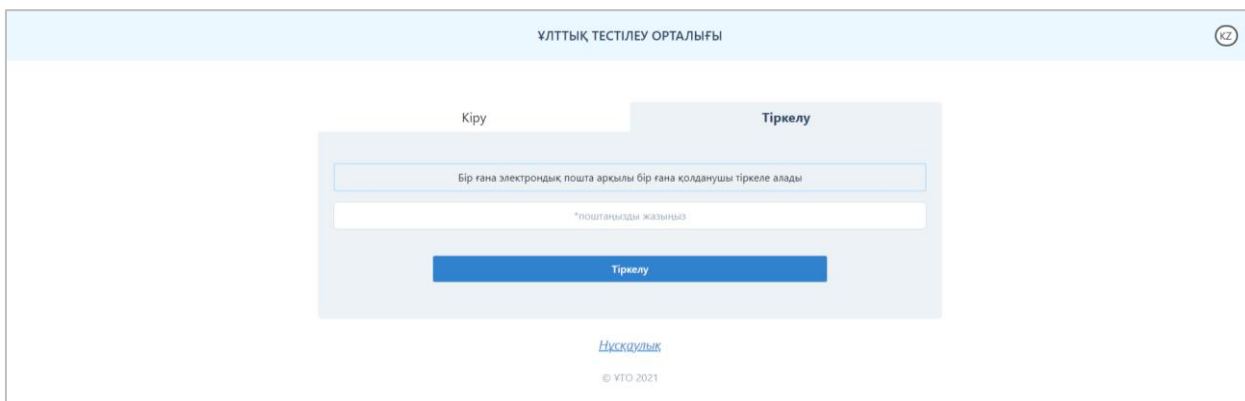 ҰЛТТЫҚ ТЕСТІЛЕУ ОРТАЛЫҒЫ
KZ
Кіру
Тіркелу
Бір ғана электрондық пошта арқылы бір ғана қолданушы тіркеле алады
*поштаңызды жазыңыз
Тіркелу
Нұсқаулық
© ҰТО 2021